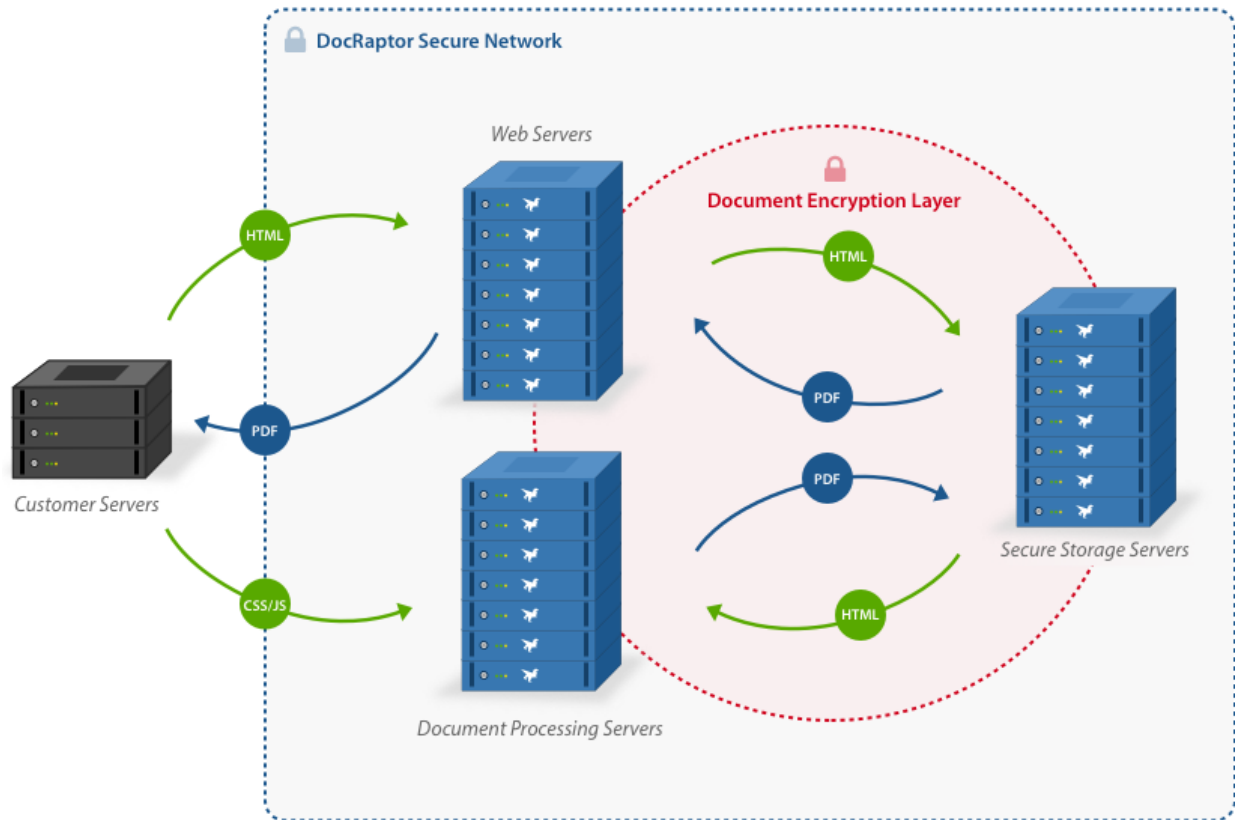 DocRaptor Secure Network
Web Servers
Document Encryption Layer
HTML
HTML
PDF
PDF
Customer Servers
PDF
Secure Storage Servers
CSS/JS
HTML
Document Processing Servers